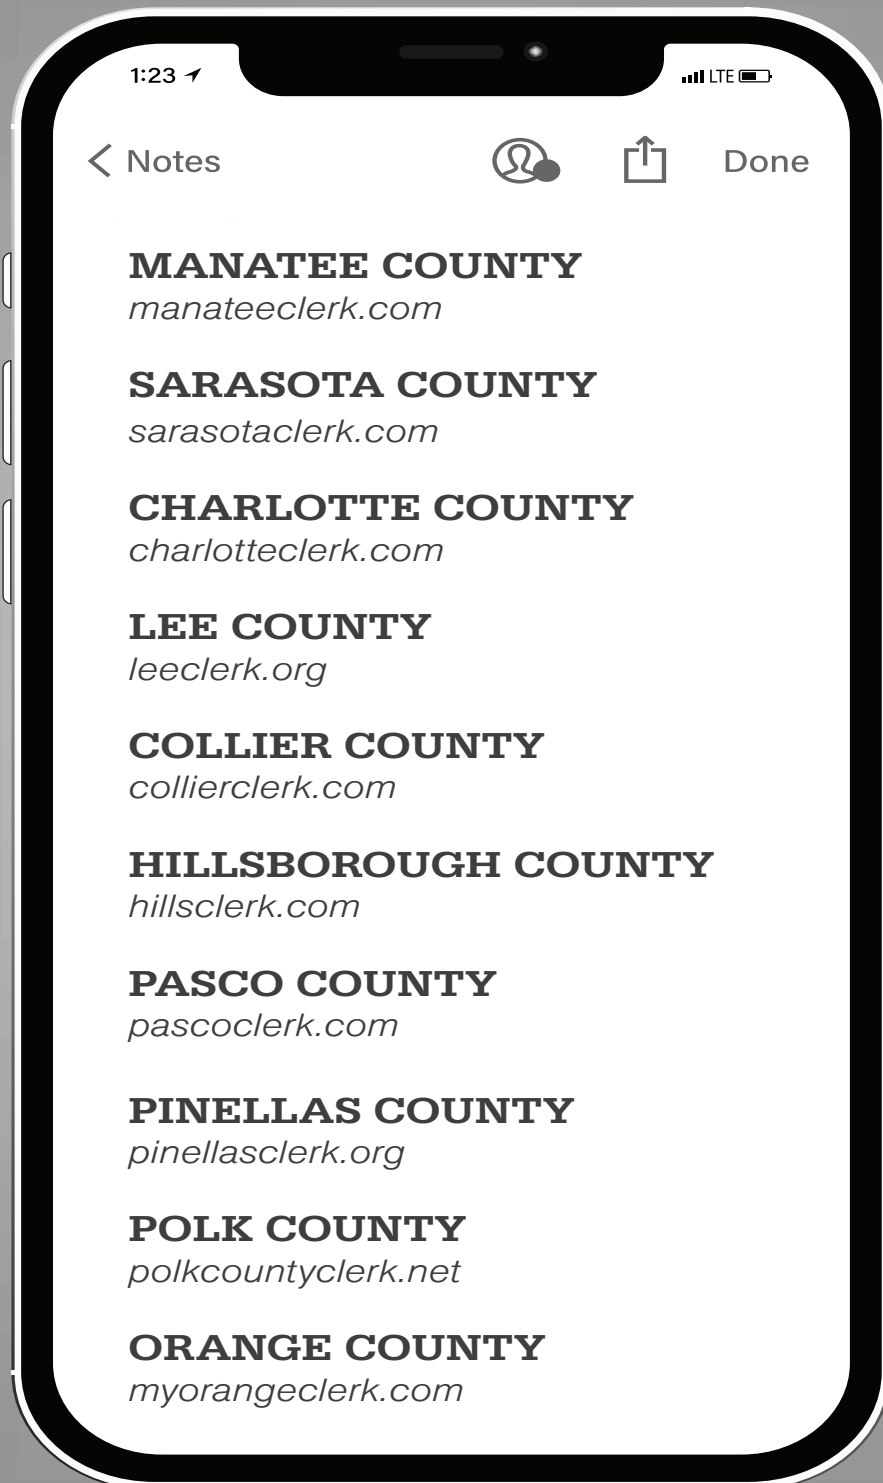 1:23
LTE
Notes
Done
MANATEE COUNTY
manateeclerk.com
SARASOTA COUNTY
sarasotaclerk.com
CHARLOTTE COUNTY
charlotteclerk.com
LEE COUNTY
leeclerk.org
COLLIER COUNTY
collierclerk.com
HILLSBOROUGH COUNTY
hillsclerk.com
PASCO COUNTY
pascoclerk.com
PINELLAS COUNTY
pinellasclerk.org
POLK COUNTY
polkcountyclerk.net
ORANGE COUNTY
myorangeclerk.com